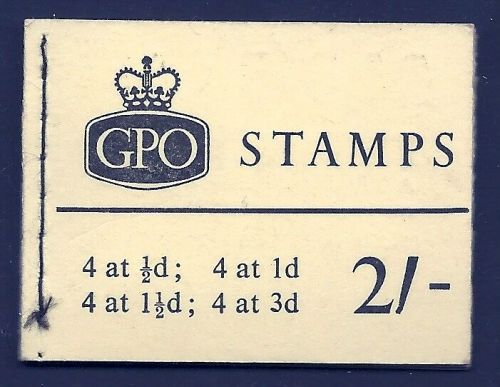 GPO STAMPS
4 at ½d; 4 at 1d
4 at 1½d; 4 at 3d
2/-